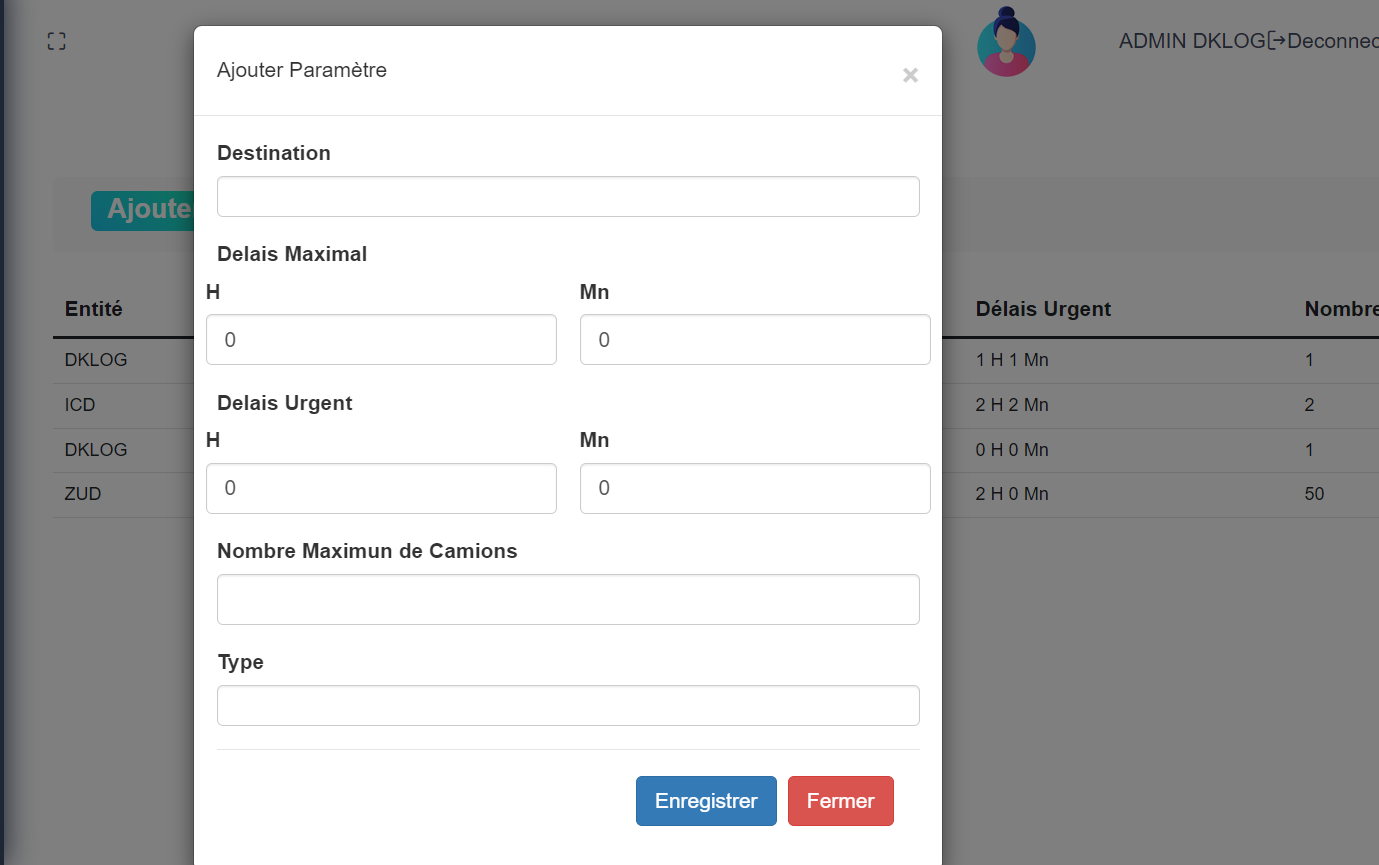 Ajouter Paramètre
×
ADMIN DKLOG Deconnec
Ajoute
Destination
Delais Maximal
H Mn
0 0
Delais Urgent
H Mn
0 0
Nombre Maximun de Camions
Type
Enregistrer Fermer
Entité Délais Urgent Nombre
DKLOG 1 H 1 Mn 1
ICD 2 H 2 Mn 2
DKLOG 0 H 0 Mn 1
ZUD 2 H 0 Mn 50